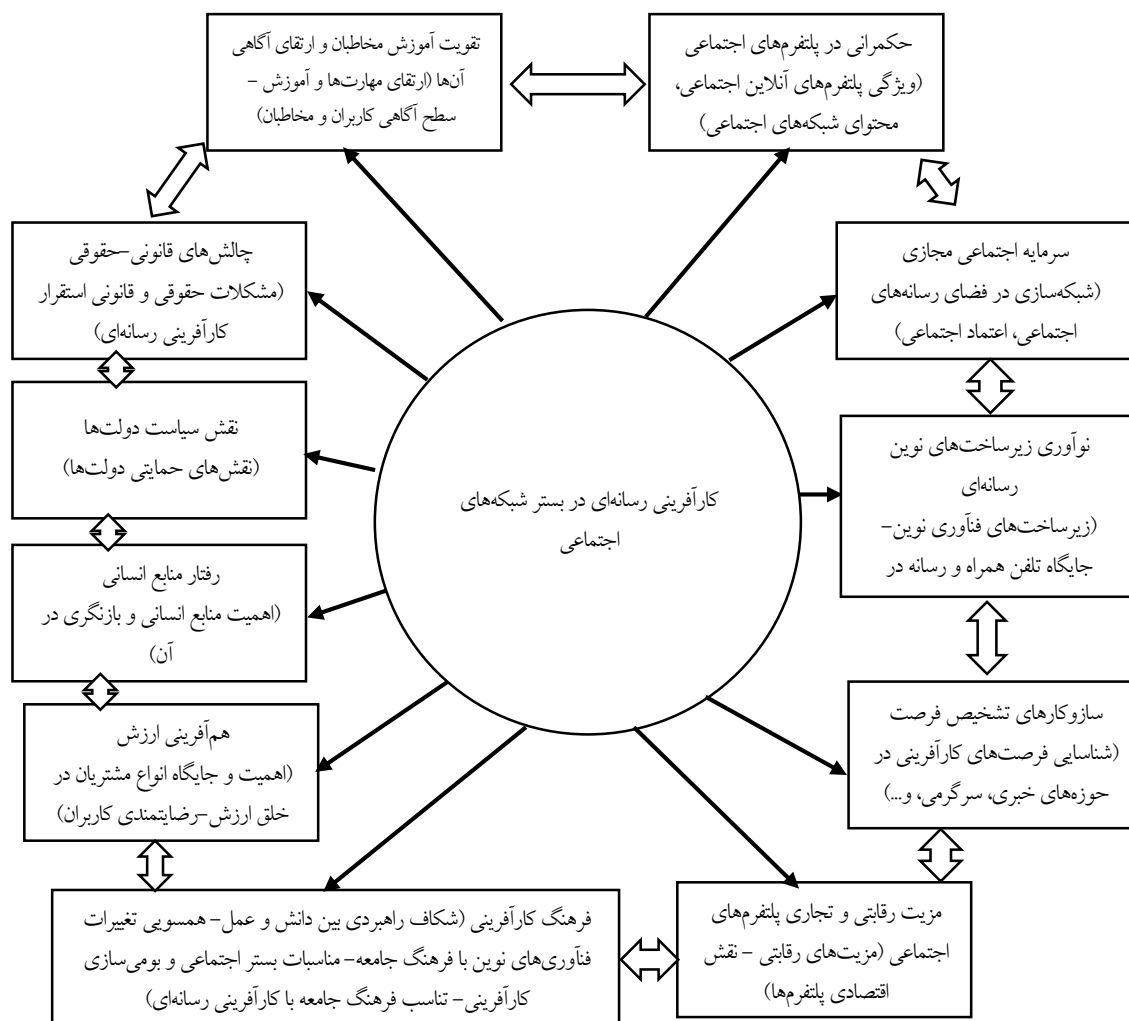 حکمرانی در پلتفرم‌های اجتماعی
(ویژگی پلتفرم‌های آنلاین اجتماعی،
محتوای شبکه‌های اجتماعی)
تقویت آموزش مخاطبان و ارتقای آگاهی
آن‌ها (ارتقای مهارت‌ها و آموزش –
سطح آگاهی کاربران و مخاطبان)
سرمایه اجتماعی مجازی
(شبکه‌سازی در فضای رسانه‌های
اجتماعی، اعتماد اجتماعی)
چالش‌های قانونی–حقوقی
(مشکلات حقوقی و قانونی استقرار
کارآفرینی رسانه‌ای)
نوآوری زیرساخت‌های نوین
رسانه‌ای
(زیرساخت‌های فنآوری نوین–
جایگاه تلفن همراه و رسانه در
نقش سیاست دولت‌ها
(نقش‌های حمایتی دولت‌ها)
کارآفرینی رسانه‌ای در بستر شبکه‌های
اجتماعی
رفتار منابع انسانی
(اهمیت منابع انسانی و بازنگری در
آن)
سازوکارهای تشخیص فرصت
(شناسایی فرصت‌های کارآفرینی در
حوزه‌های خبری، سرگرمی، و...)
هم‌آفرینی ارزش
(اهمیت و جایگاه انواع مشتریان در
خلق ارزش–رضایتمندی کاربران)
مزیت رقابتی و تجاری پلتفرم‌های
اجتماعی (مزیت‌های رقابتی – نقش
اقتصادی پلتفرم‌ها)
فرهنگ کارآفرینی (شکاف راهبردی بین دانش و عمل– همسویی تغییرات
فنآوری‌های نوین با فرهنگ جامعه– مناسبات بستر اجتماعی و بومی‌سازی
کارآفرینی– تناسب فرهنگ جامعه با کارآفرینی رسانه‌ای)